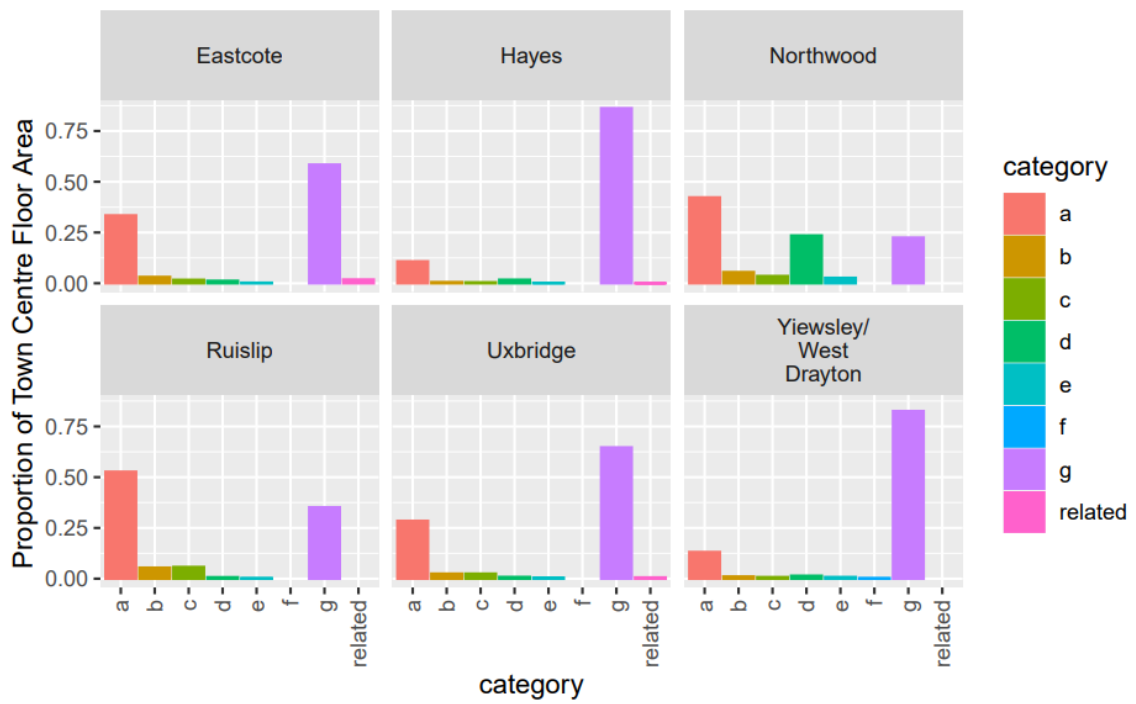 Eastcote
Hayes
Northwood
0.75
0.50
0.25
0.00
Ruislip
Uxbridge
Yiewsley/
West
Drayton
0.75
0.50
0.25
0.00
a b c d e f g related
a b c d e f g related
a b c d e f g related
category
Proportion of Town Centre Floor Area
category
a
b
c
d
e
f
g
related